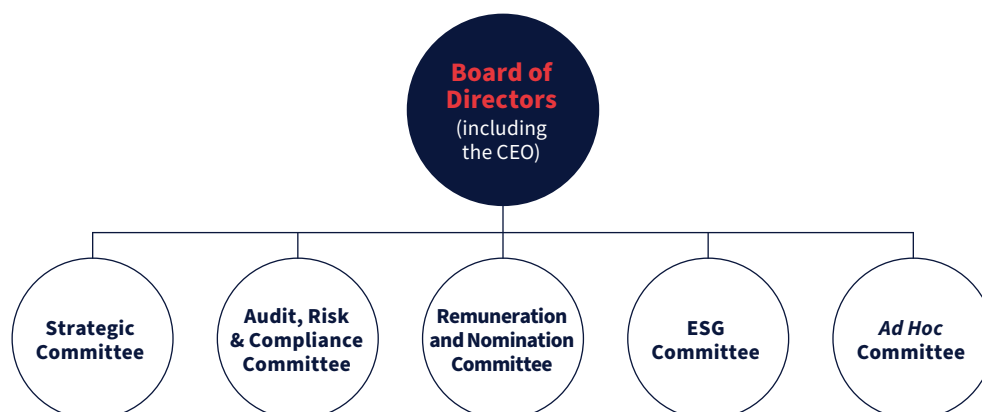 Board of
Directors
(including
the CEO)
Strategic
Committee
Audit, Risk
& Compliance
Committee
Remuneration
and Nomination
Committee
ESG
Committee
Ad Hoc
Committee